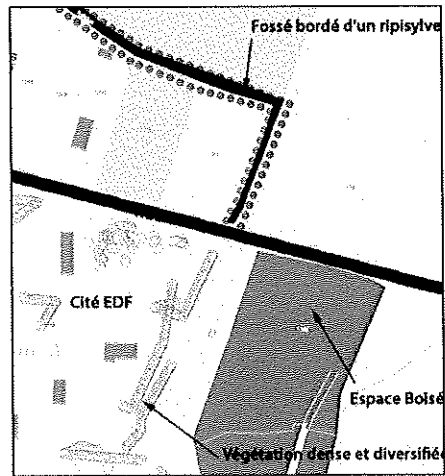 Fossé bordé d'un ripisylve
Cité EDF
Espace Boisé
Végétation dense et diversifiée